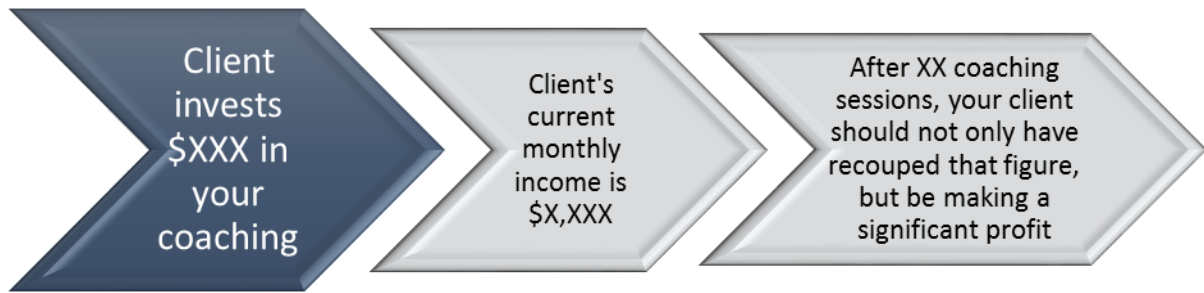 Client
invests
$XXX in
your
coaching
Client's
current
monthly
income is
$X,XXX
After XX coaching
sessions, your client
should not only have
recouped that figure,
but be making a
significant profit